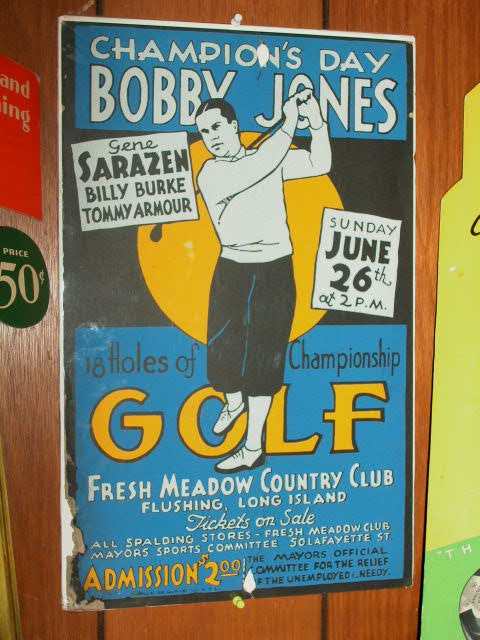 CHAMPION'S DAY
BOBBY JONES
Gene
SARAZEN
BILLY BURKE
TOMMY ARMOUR
SUNDAY
JUNE
26th
at 2 P.M.
18 Holes of Championship
GOLF
FRESH MEADOW COUNTRY CLUB
FLUSHING, LONG ISLAND
Tickets on Sale
ALL SPALDING STORES - FRESH MEADOW CLUB
MAYORS SPORTS COMMITTEE 50 LAFAYETTE ST.
ADMISSION $2.00
THE MAYORS OFFICIAL
COMMITTEE FOR THE RELIEF
OF THE UNEMPLOYED & NEEDY.
and
ing
PRICE
50¢
TH